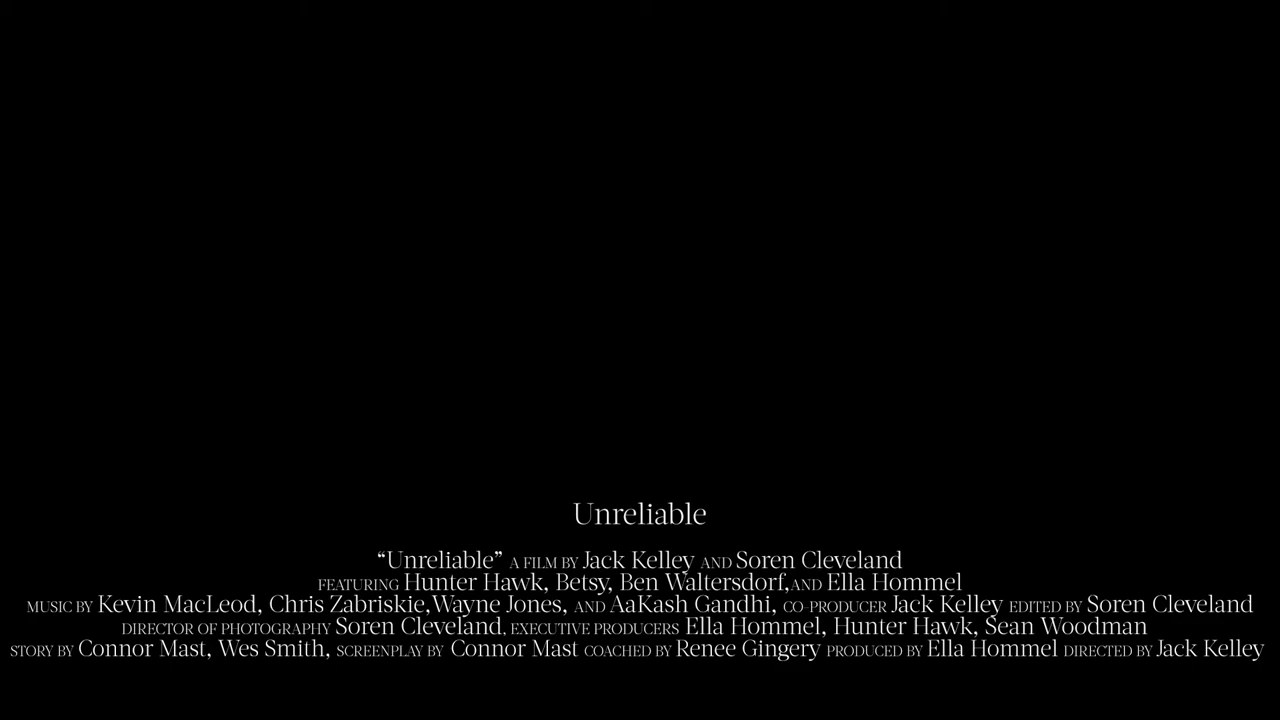 Unreliable
“Unreliable” A FILM BY Jack Kelley AND Soren Cleveland
FEATURING Hunter Hawk, Betsy, Ben Waltersdorf,AND Ella Hommel
MUSIC BY Kevin MacLeod, Chris Zabriskie,Wayne Jones, AND AaKash Gandhi, CO-PRODUCER Jack Kelley EDITED BY Soren Cleveland
DIRECTOR OF PHOTOGRAPHY Soren Cleveland, EXECUTIVE PRODUCERS Ella Hommel, Hunter Hawk, Sean Woodman
STORY BY Connor Mast, Wes Smith, SCREENPLAY BY Connor Mast COACHED BY Renee Gingery PRODUCED BY Ella Hommel DIRECTED BY Jack Kelley